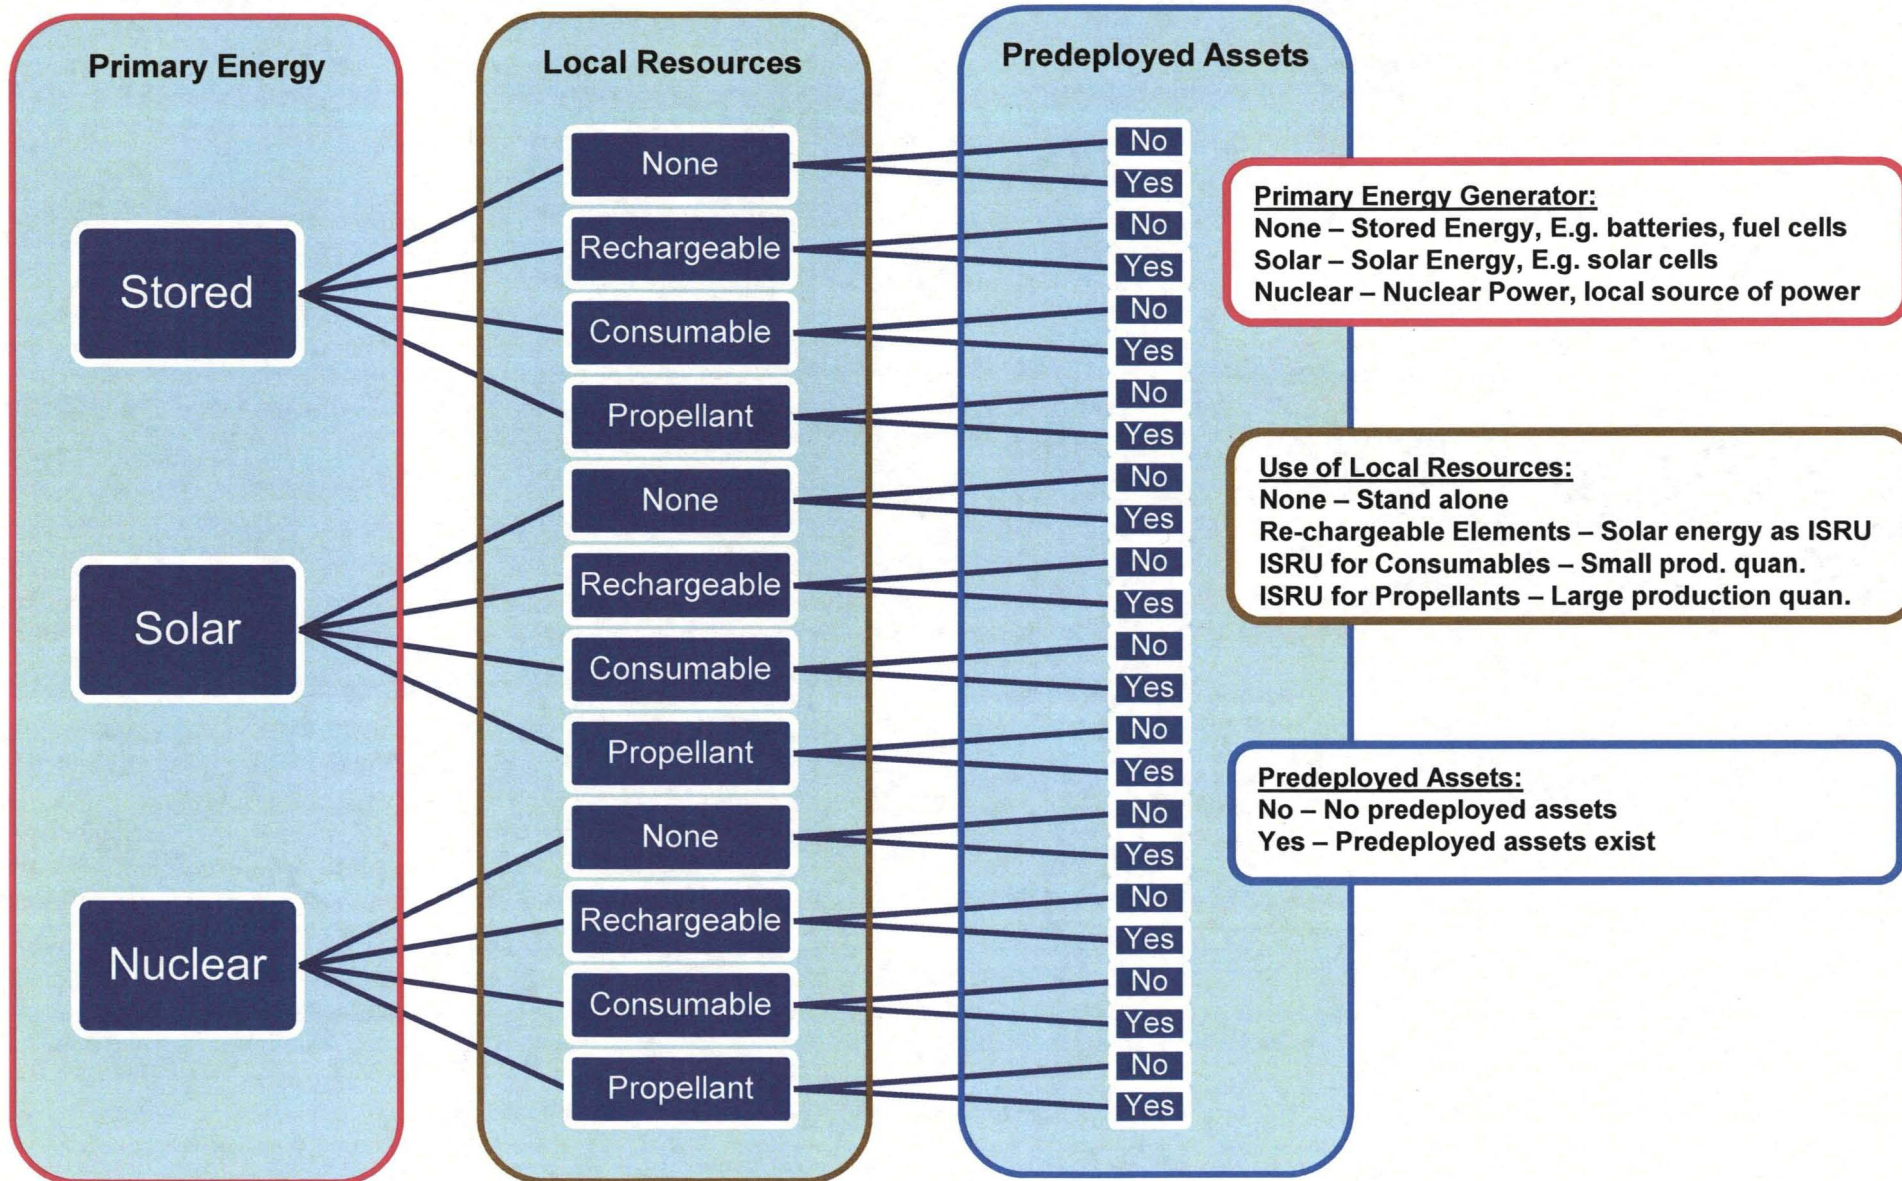 Primary Energy
Stored
Solar
Nuclear
Local Resources
None
Rechargeable
Consumable
Propellant
None
Rechargeable
Consumable
Propellant
None
Rechargeable
Consumable
Propellant
Predeployed Assets
No
Yes
No
Yes
No
Yes
No
Yes
No
Yes
No
Yes
No
Yes
No
Yes
No
Yes
No
Yes
No
Yes
No
Yes
Primary Energy Generator:
None – Stored Energy, E.g. batteries, fuel cells
Solar – Solar Energy, E.g. solar cells
Nuclear – Nuclear Power, local source of power
Use of Local Resources:
None – Stand alone
Re-chargeable Elements – Solar energy as ISRU
ISRU for Consumables – Small prod. quan.
ISRU for Propellants – Large production quan.
Predeployed Assets:
No – No predeployed assets
Yes – Predeployed assets exist